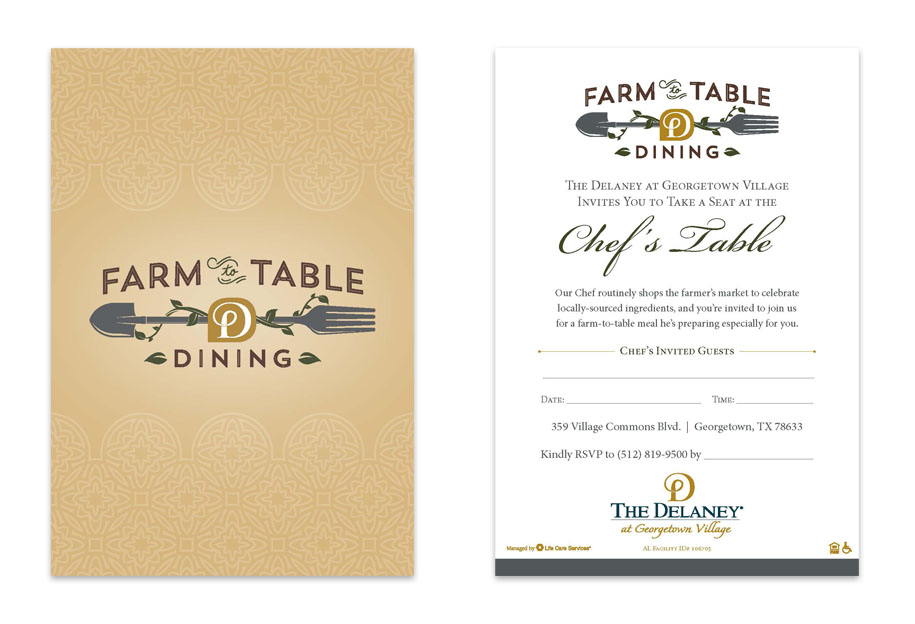 FARM to TABLE
D
DINING
FARM to TABLE
D
DINING
The Delaney at Georgetown Village
Invites You to Take a Seat at the
Chef's Table
Our Chef routinely shops the farmer's market to celebrate
locally-sourced ingredients, and you're invited to join us
for a farm-to-table meal he's preparing especially for you.
Chef's Invited Guests
Date: Time:
359 Village Commons Blvd. | Georgetown, TX 78633
Kindly RSVP to (512) 819-9500 by
D
The Delaney®
at Georgetown Village
Managed by Life Care Services® AL Facility ID# 106705